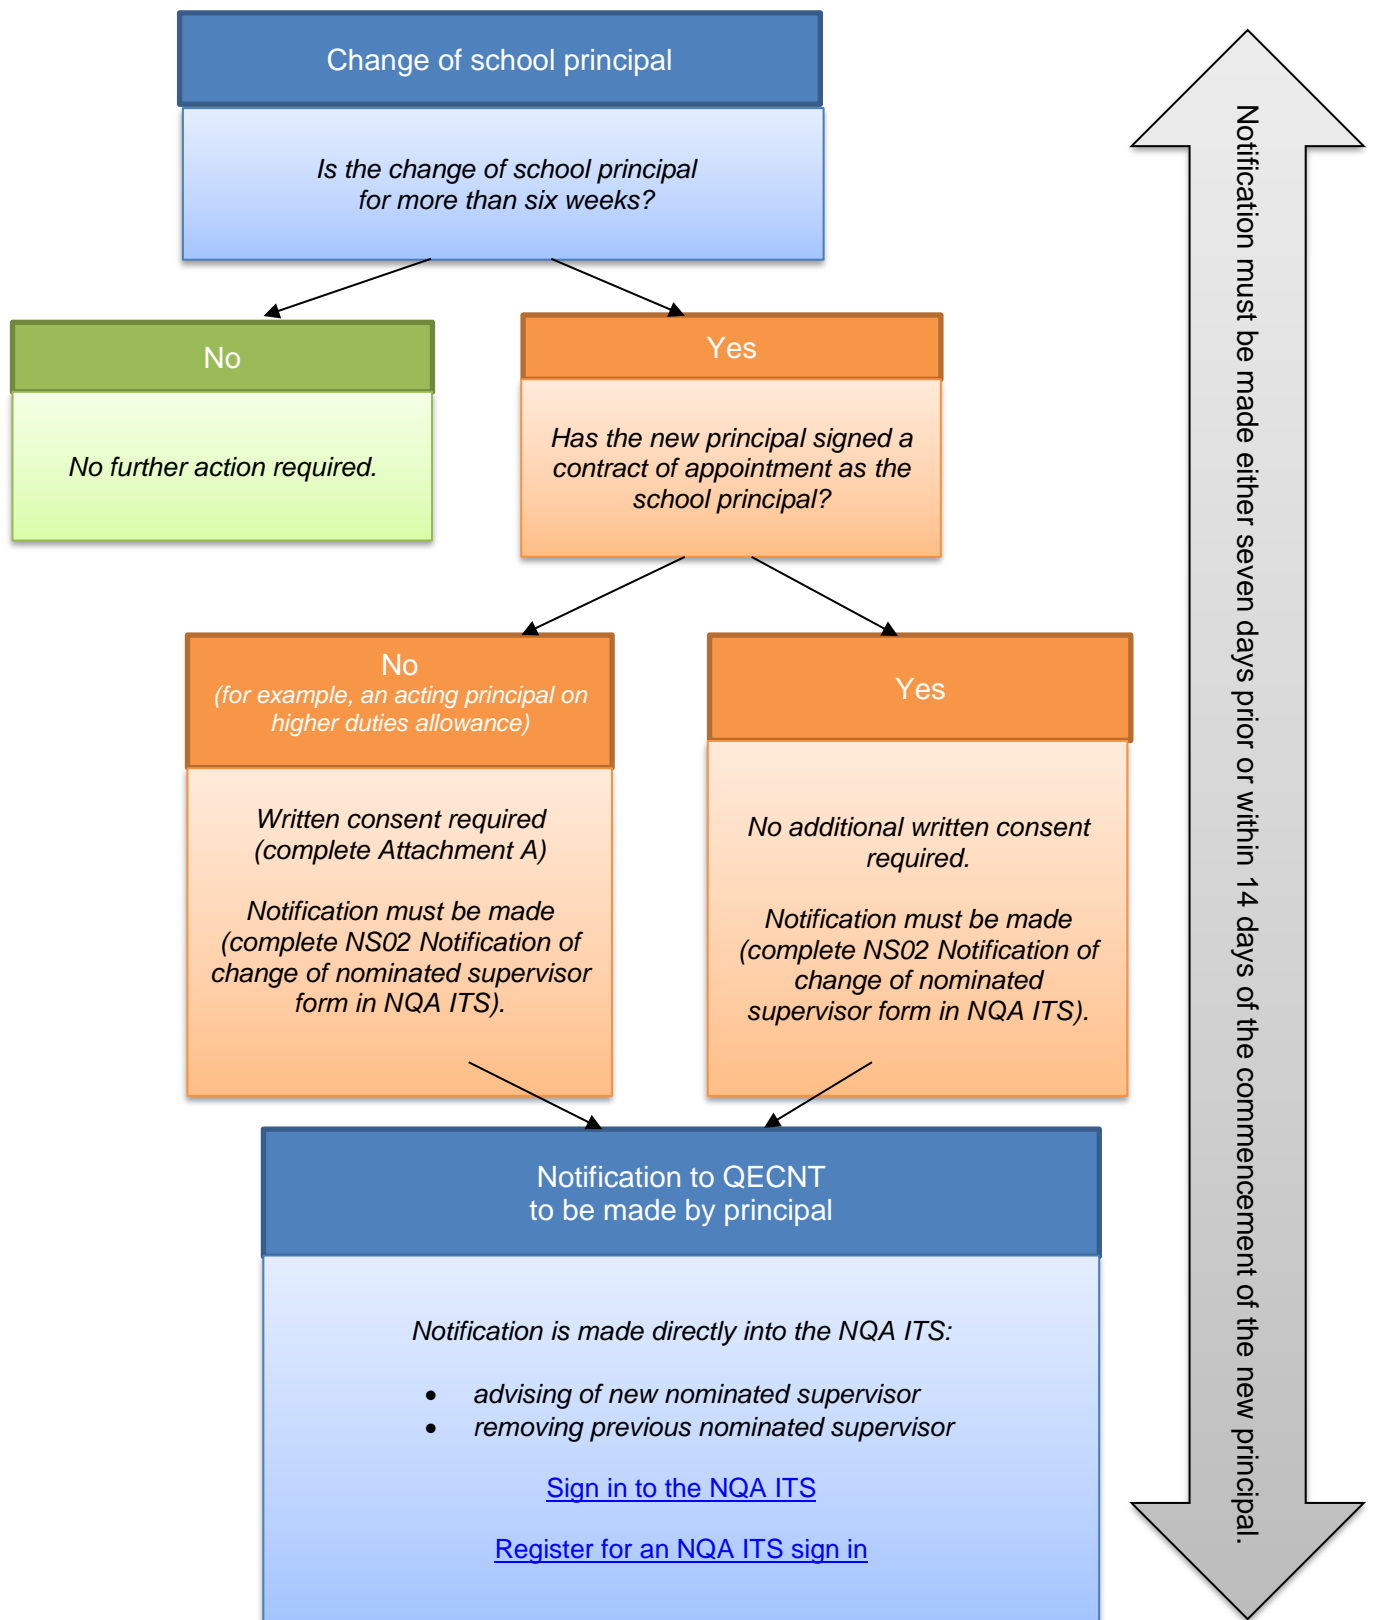 Change of school principal
Is the change of school principal
for more than six weeks?
No
No further action required.
Yes
Has the new principal signed a
contract of appointment as the
school principal?
No
(for example, an acting principal on
higher duties allowance)
Written consent required
(complete Attachment A)
Notification must be made
(complete NS02 Notification of
change of nominated supervisor
form in NQA ITS).
Yes
No additional written consent
required.
Notification must be made
(complete NS02 Notification of
change of nominated
supervisor form in NQA ITS).
Notification to QECNT
to be made by principal
Notification is made directly into the NQA ITS:
• advising of new nominated supervisor
• removing previous nominated supervisor
Sign in to the NQA ITS
Register for an NQA ITS sign in
Notification must be made either seven days prior or within 14 days of the commencement of the new principal.